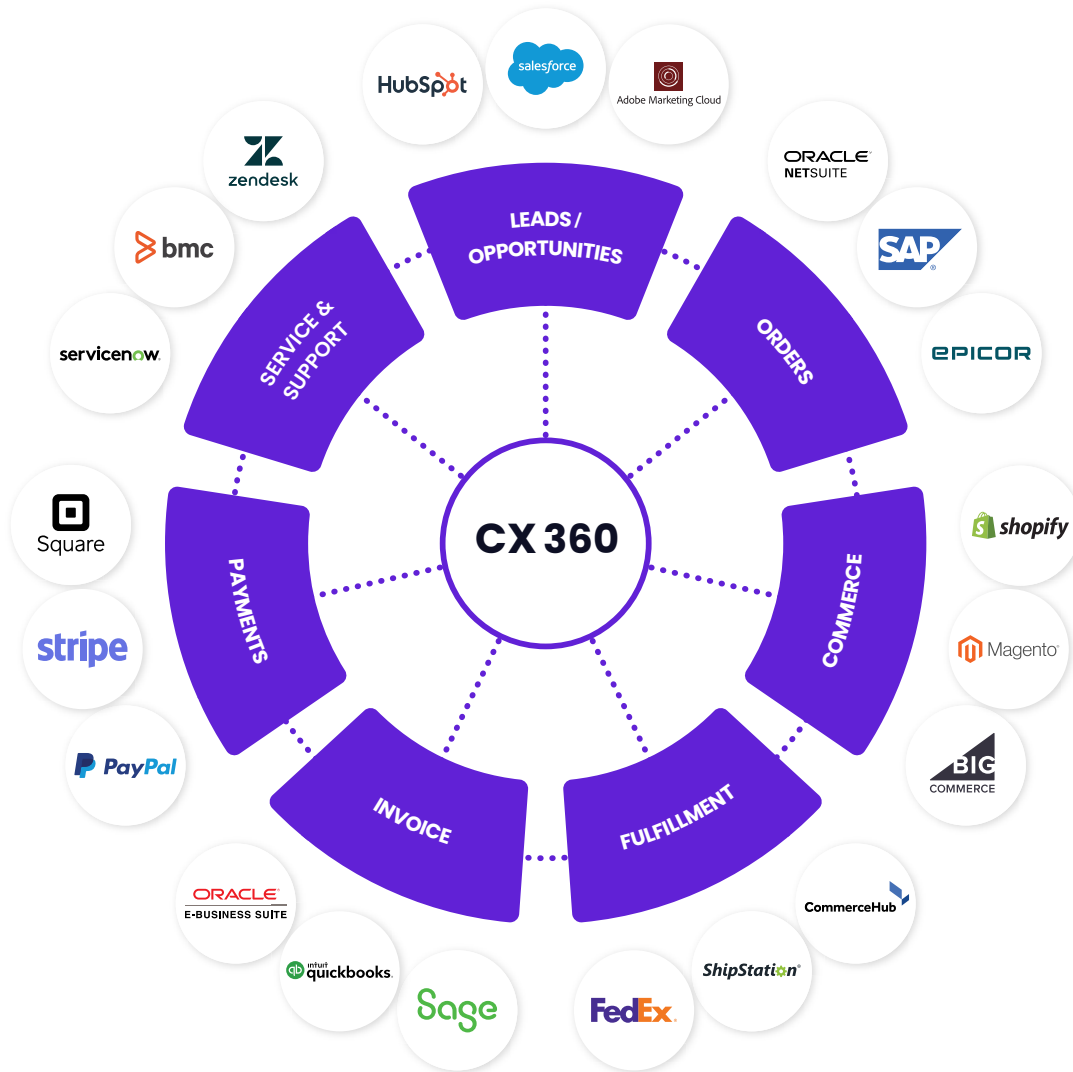 HubSpot
salesforce
Adobe Marketing Cloud
ORACLE
NETSUITE
SAP
®
EPICOR
shopify
Magento®
BIG
COMMERCE
CommerceHub
ShipStation®
FedEx®
Sage
intuit
qb quickbooks.
ORACLE®
E-BUSINESS SUITE
PayPal
stripe
Square
servicenow.
bmc
zendesk
LEADS /
OPPORTUNITIES
ORDERS
COMMERCE
FULFILLMENT
INVOICE
PAYMENTS
SERVICE &
SUPPORT
CX 360